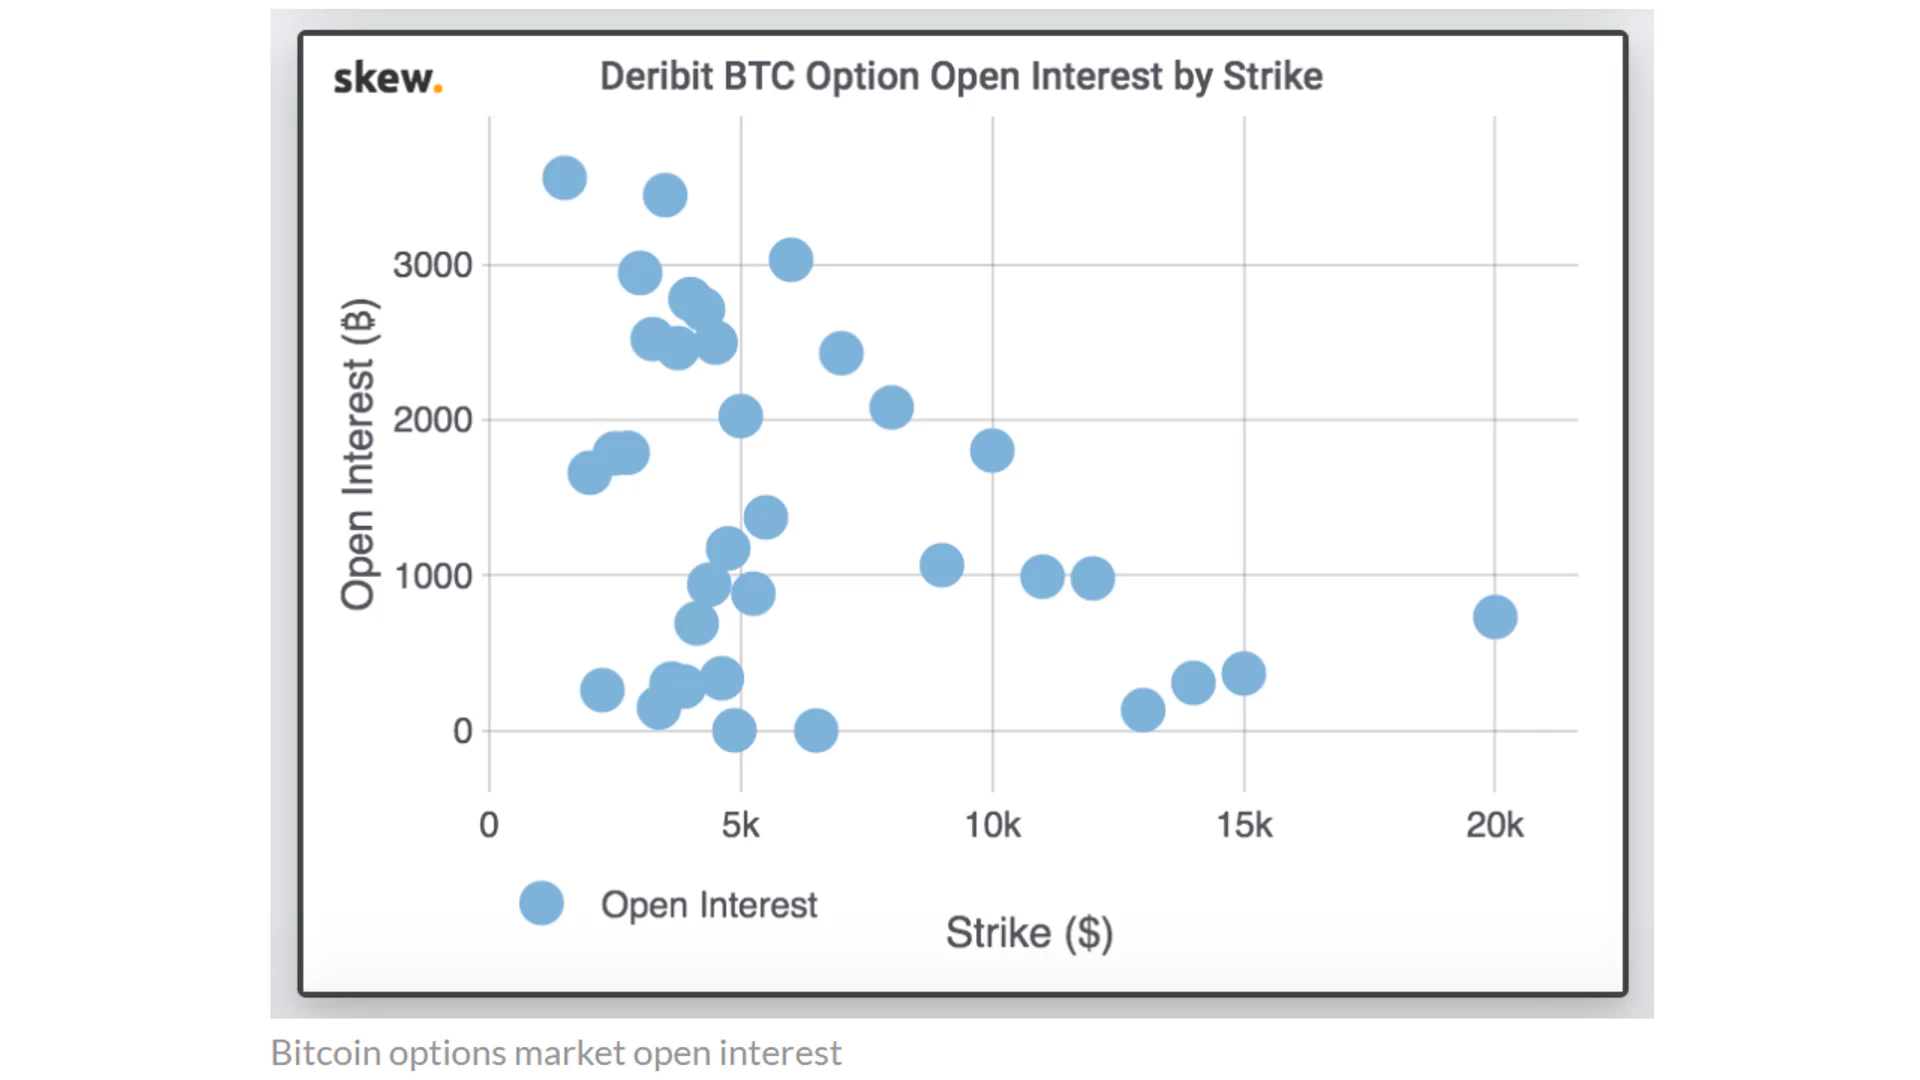 skew.
Deribit BTC Option Open Interest by Strike
Open Interest (₿)
3000
2000
1000
0
0 5k 10k 15k 20k
Open Interest
Strike ($)
Bitcoin options market open interest